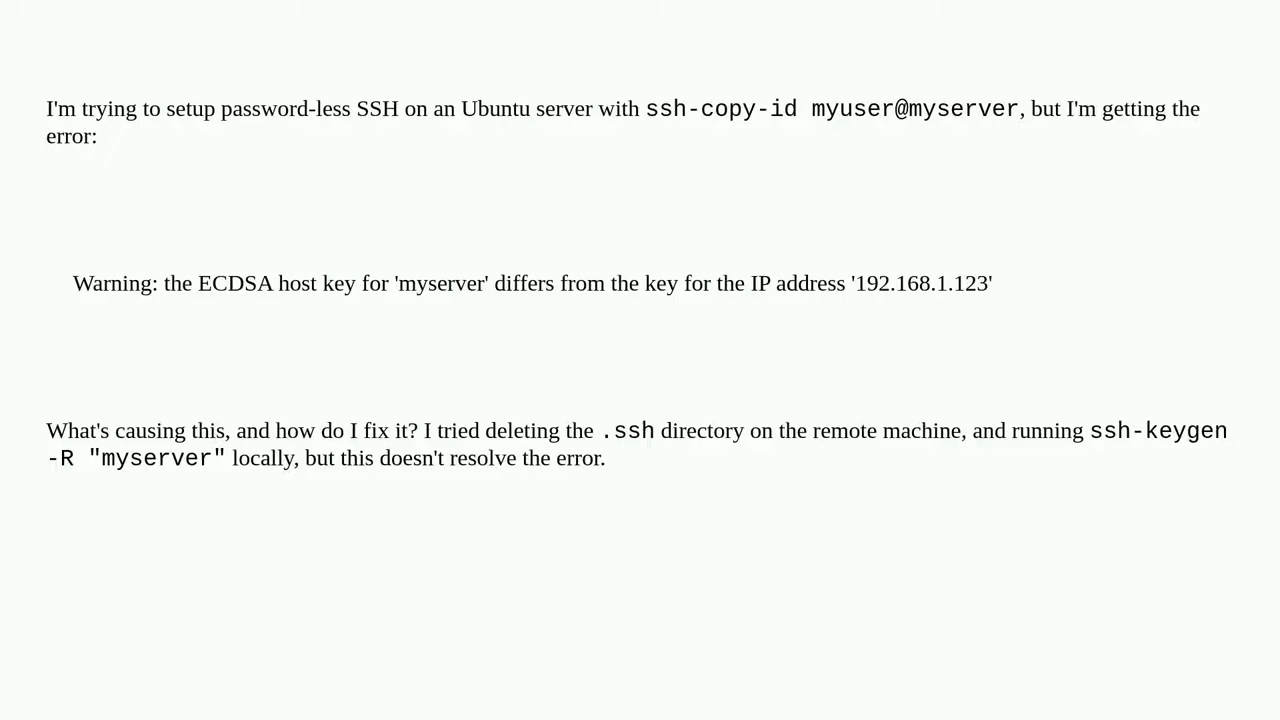 I'm trying to setup password-less SSH on an Ubuntu server with ssh-copy-id myuser@myserver, but I'm getting the
error:
Warning: the ECDSA host key for 'myserver' differs from the key for the IP address '192.168.1.123'
What's causing this, and how do I fix it? I tried deleting the .ssh directory on the remote machine, and running ssh-keygen
-R "myserver" locally, but this doesn't resolve the error.